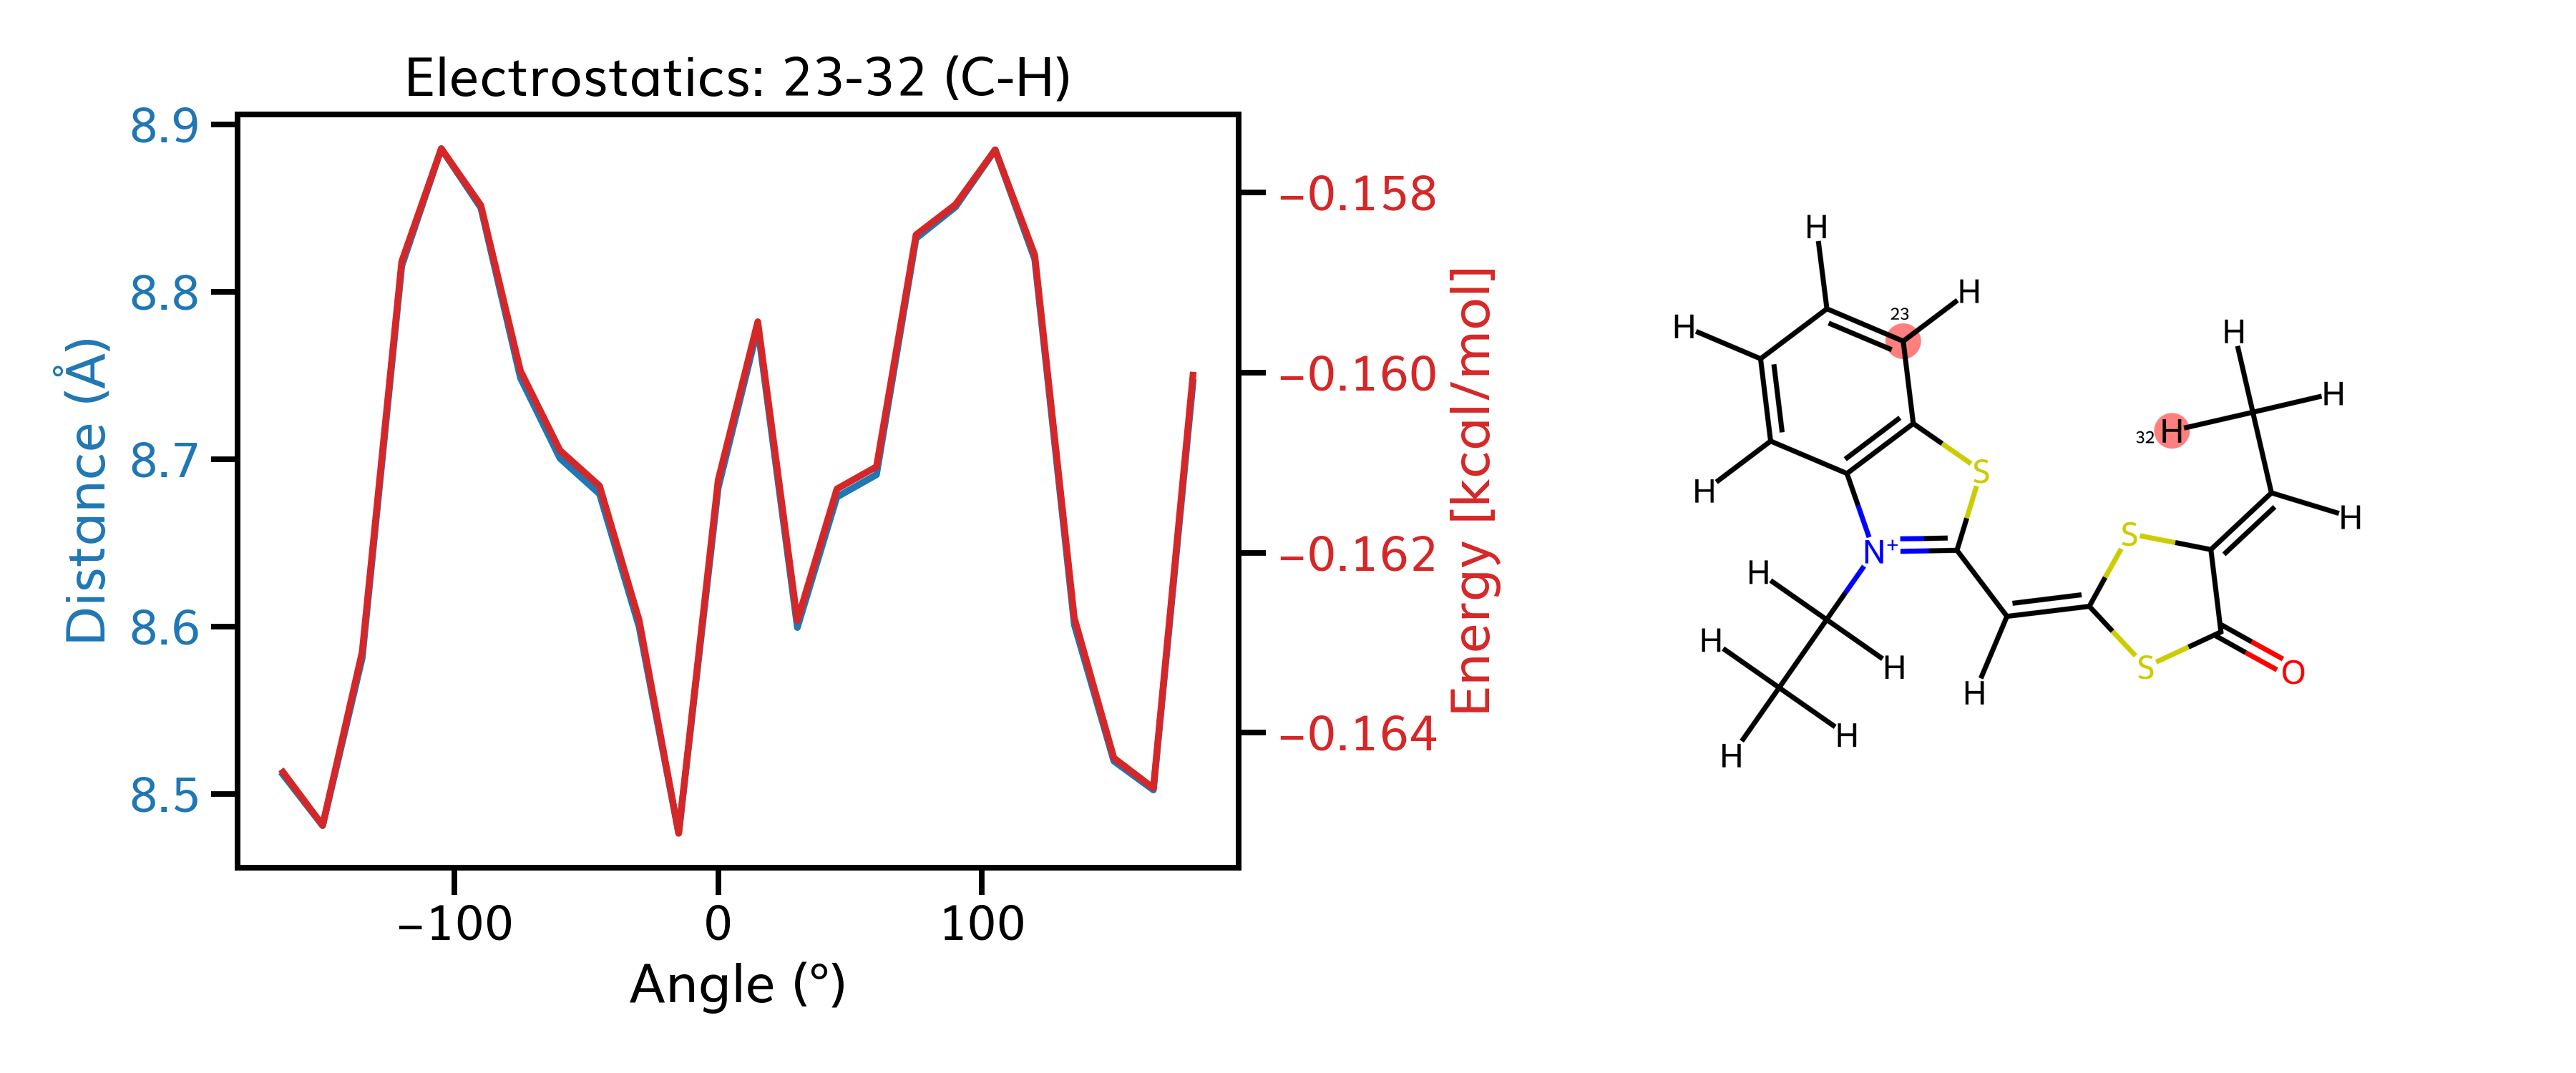 Electrostatics: 23-32 (C-H)
8.9
8.8
8.7
8.6
8.5
Distance (Å)
−0.158
−0.160
−0.162
−0.164
Energy [kcal/mol]
−100
0
100
Angle (°)
H
H
23
H
H
H
H
32
H
S
H
H
S
N+
H
H
H
S
O
H
H
H